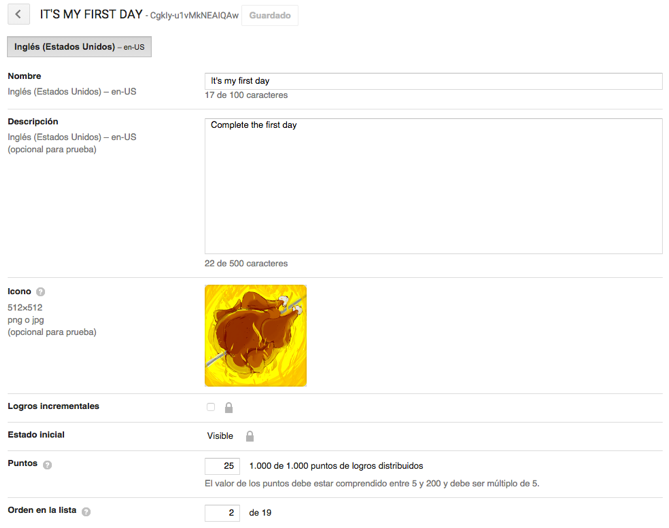 IT'S MY FIRST DAY - CgkIy-u1vMkNEAIQAw Guardado
Inglés (Estados Unidos) – en-US
Nombre
It's my first day
Inglés (Estados Unidos) – en-US
17 de 100 caracteres
Descripción
Complete the first day
Inglés (Estados Unidos) – en-US
(opcional para prueba)
22 de 500 caracteres
Icono ?
512×512
png o jpg
(opcional para prueba)
Logros incrementales
Estado inicial Visible
Puntos ? 25 1.000 de 1.000 puntos de logros distribuidos
El valor de los puntos debe estar comprendido entre 5 y 200 y debe ser múltiplo de 5.
Orden en la lista ? 2 de 19